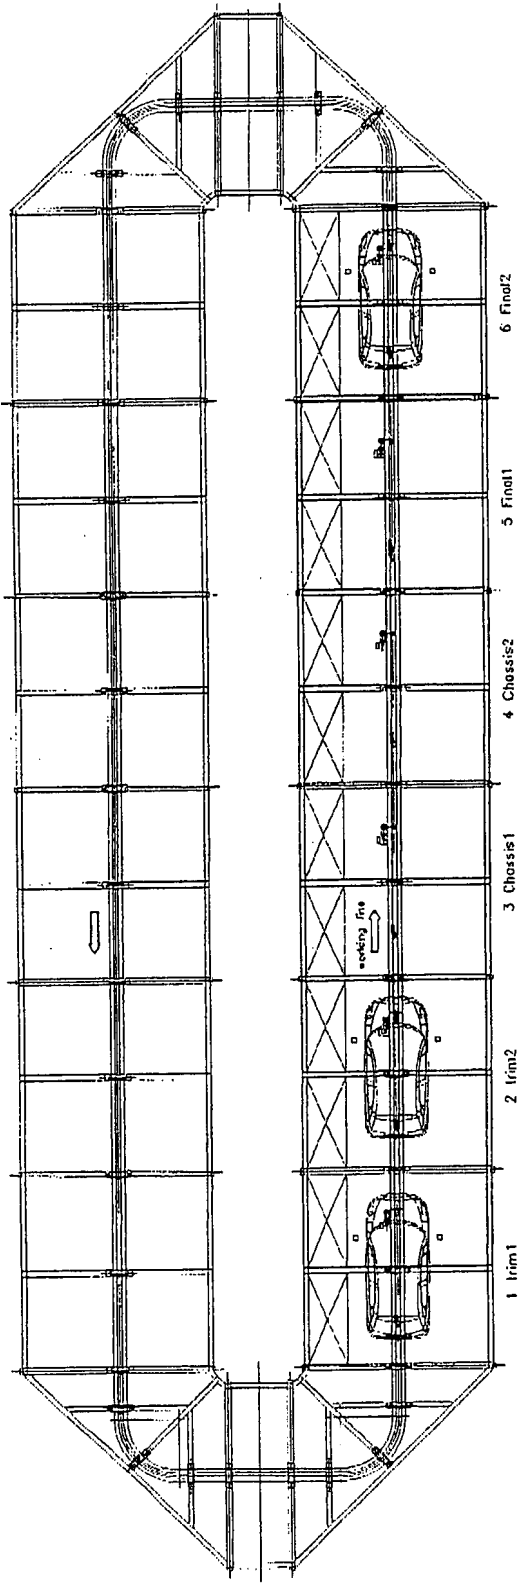 6 Final2
5 Final1
4 Chassis2
3 Chassis1
working line
2 Trim2
1 Trim1